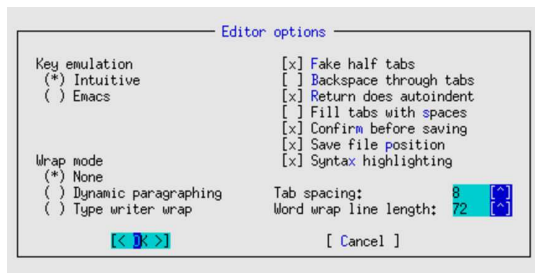 Editor options
Key emulation
(*) Intuitive
( ) Emacs
Wrap mode
(*) None
( ) Dynamic paragraphing
( ) Type writer wrap
[x] Fake half tabs
[ ] Backspace through tabs
[x] Return does autoindent
[ ] Fill tabs with spaces
[x] Confirm before saving
[x] Save file position
[x] Syntax highlighting
Tab spacing: 8 [^]
Word wrap line length: 72 [^]
[< OK >] [ Cancel ]